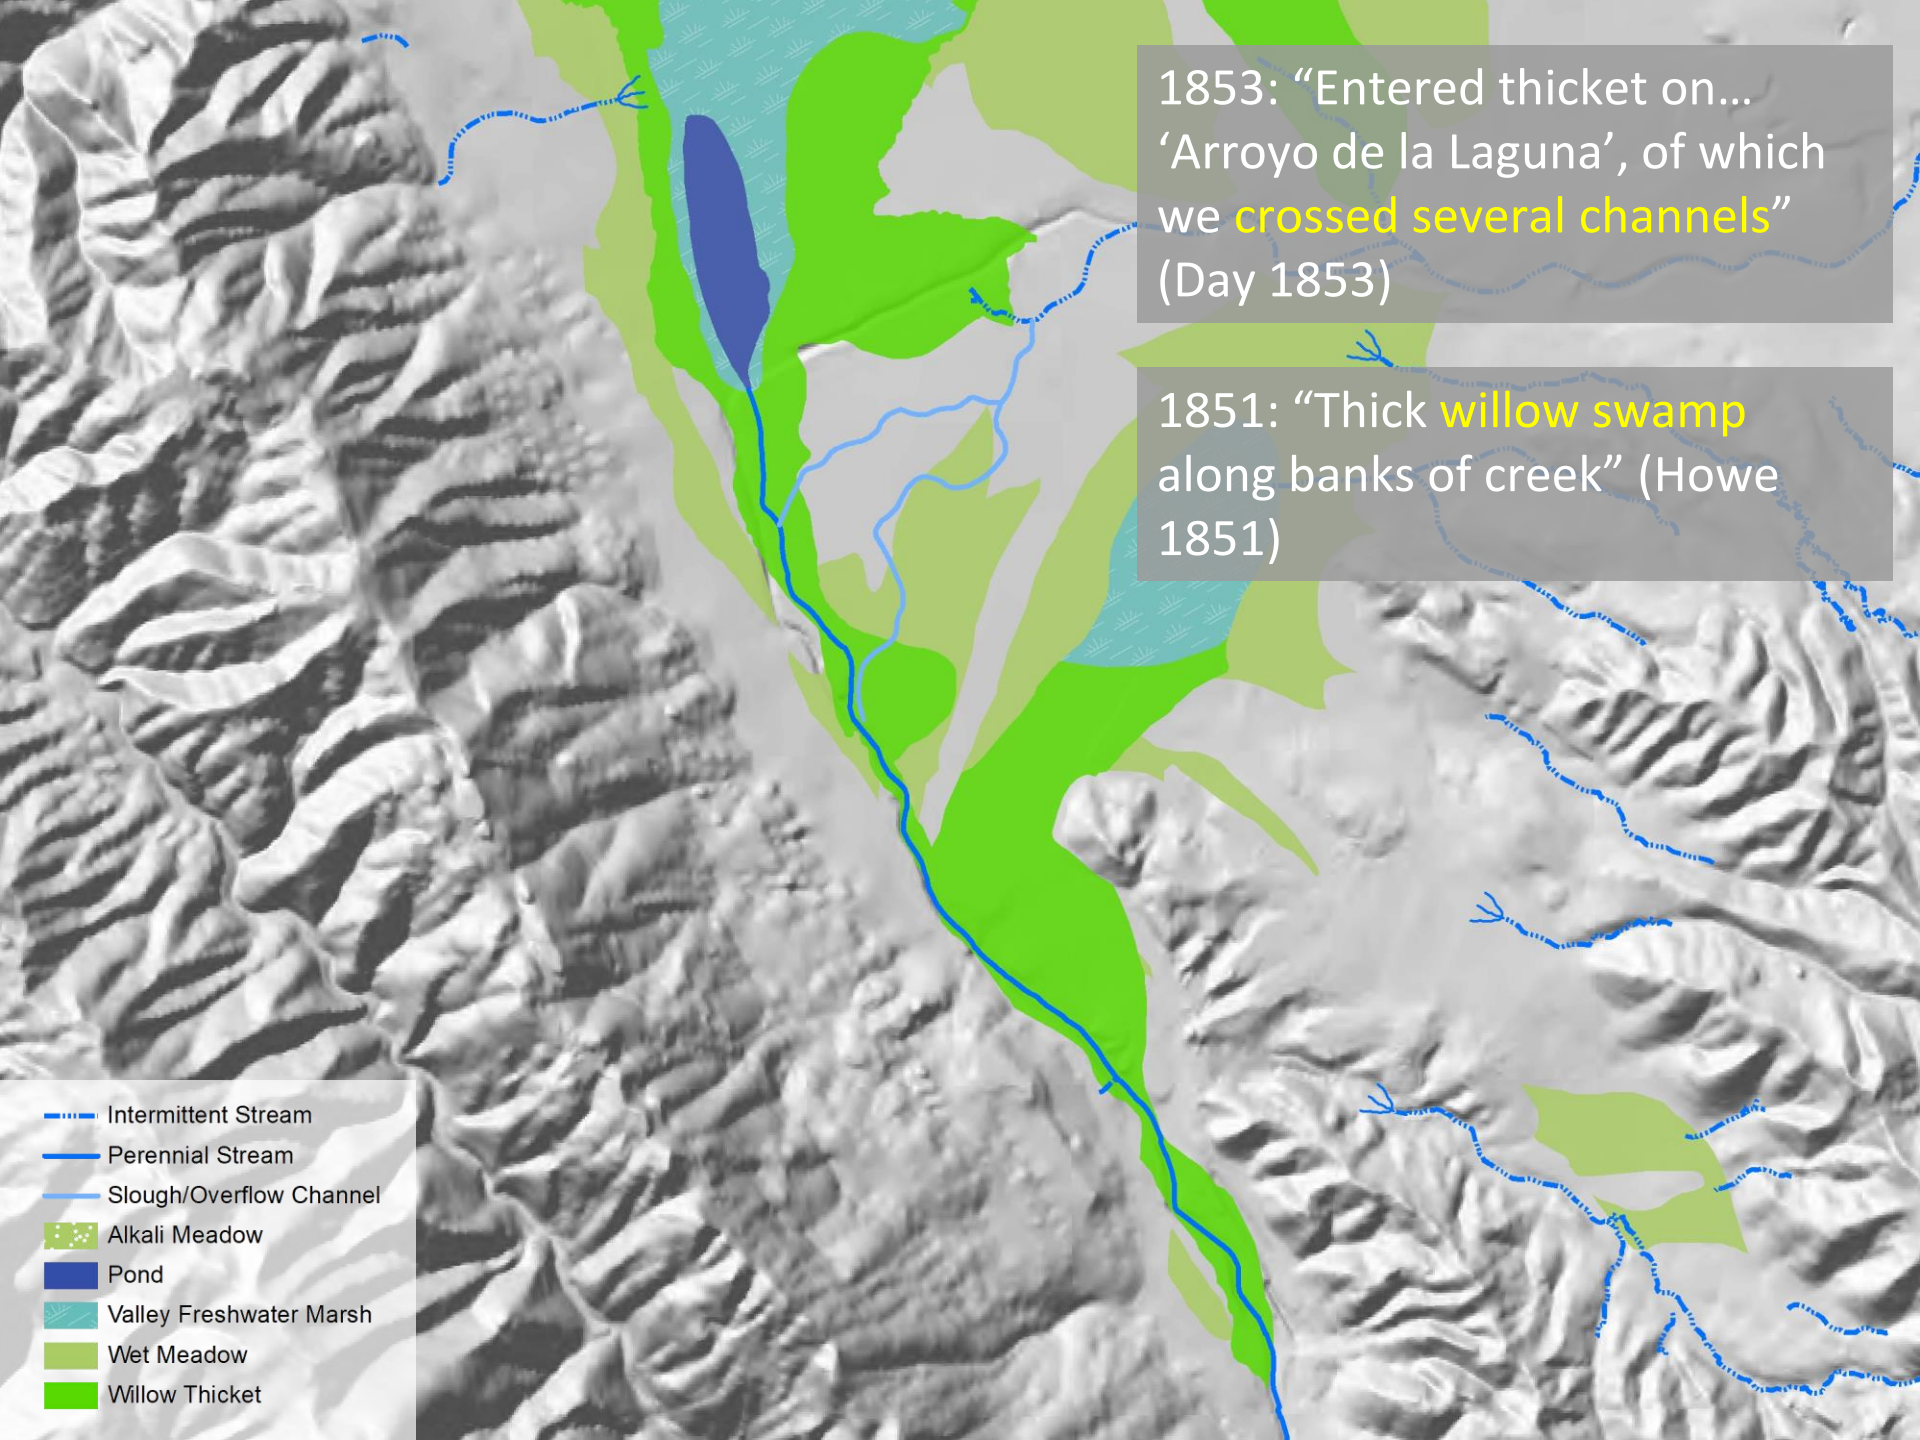 1853: “Entered thicket on…
‘Arroyo de la Laguna’, of which
we crossed several channels”
(Day 1853)
1851: “Thick willow swamp
along banks of creek” (Howe
1851)
Intermittent Stream
Perennial Stream
Slough/Overflow Channel
Alkali Meadow
Pond
Valley Freshwater Marsh
Wet Meadow
Willow Thicket